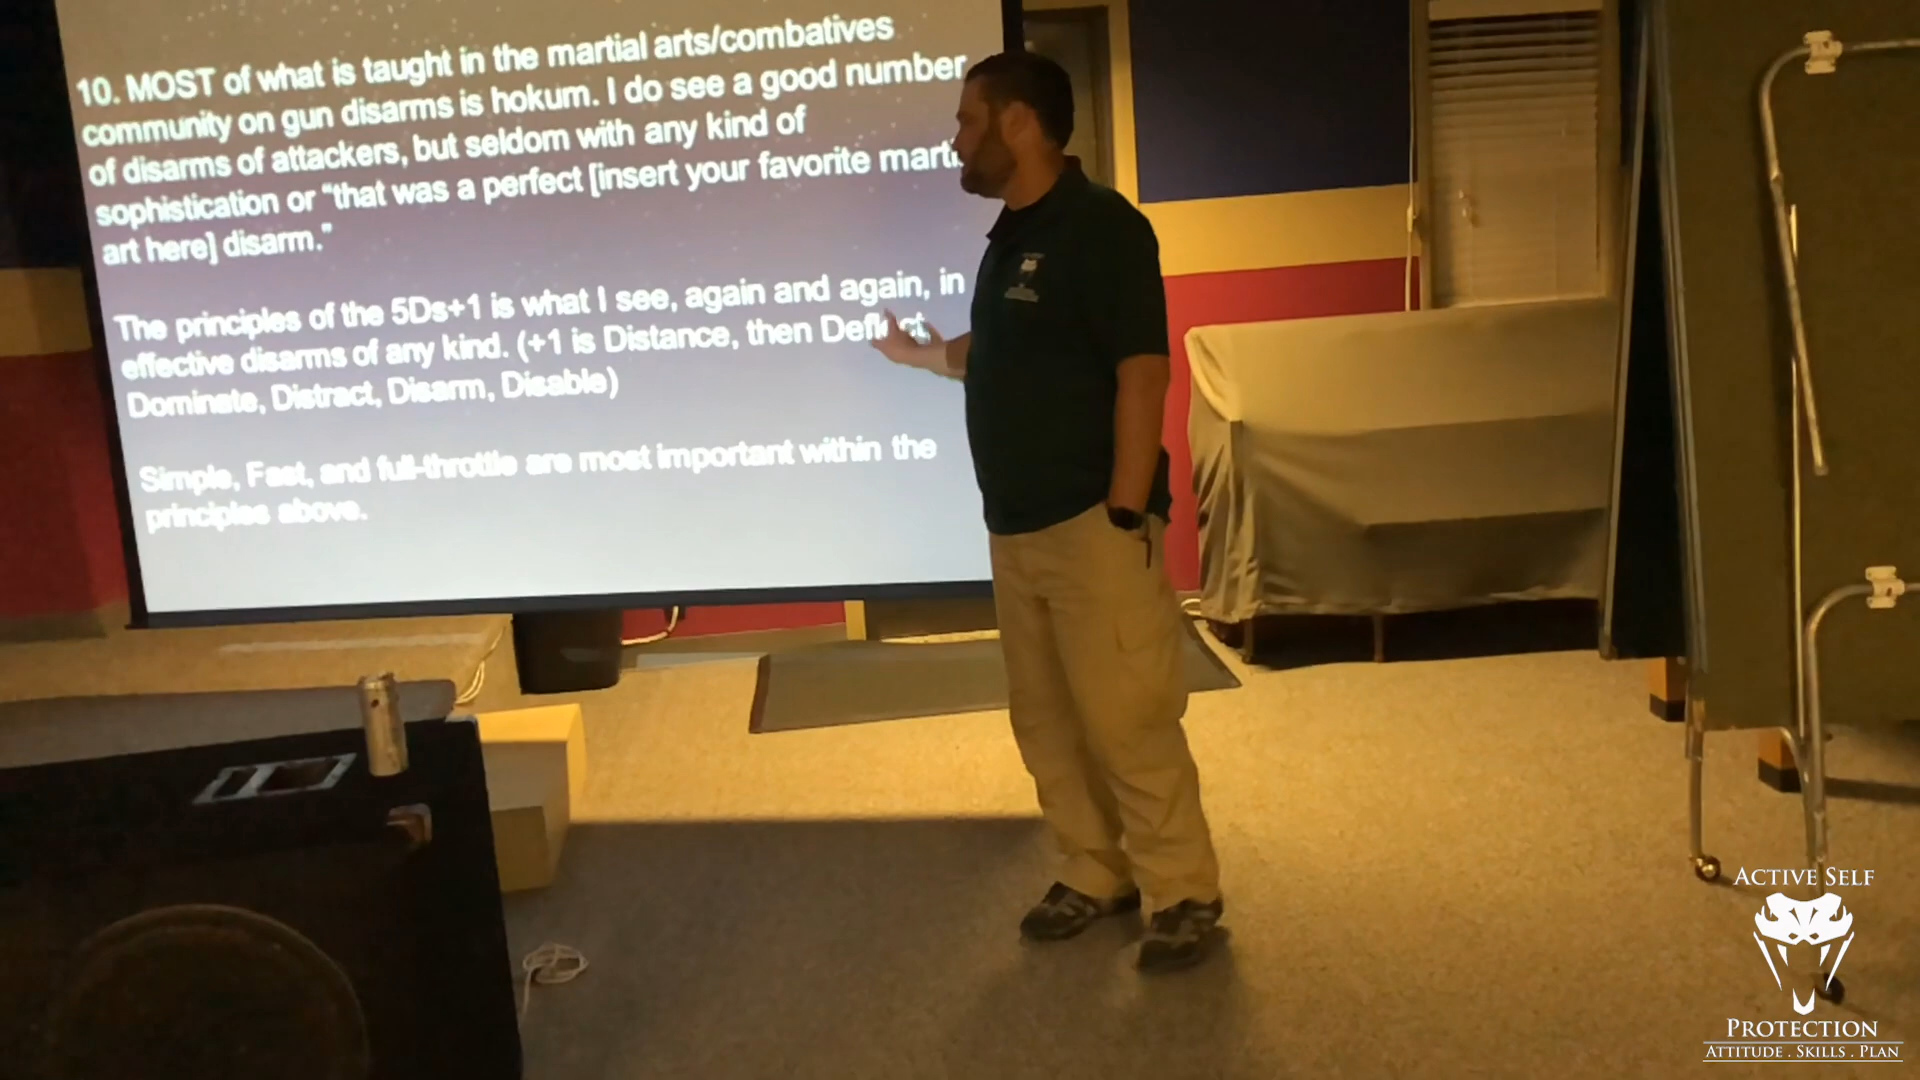 10. MOST of what is taught in the martial arts/combatives
community on gun disarms is hokum. I do see a good number
of disarms of attackers, but seldom with any kind of
sophistication or "that was a perfect [insert your favorite
art here] disarm."
The principles of the 5Ds+1 is what I see, again and again, in
effective disarms of any kind. (+1 is Distance, then Deflect,
Dominate, Distract, Disarm, Disable)
Simple, Fast, and full-throttle are most important within the
principles above.
ACTIVE SELF
PROTECTION
ATTITUDE . SKILLS . PLAN